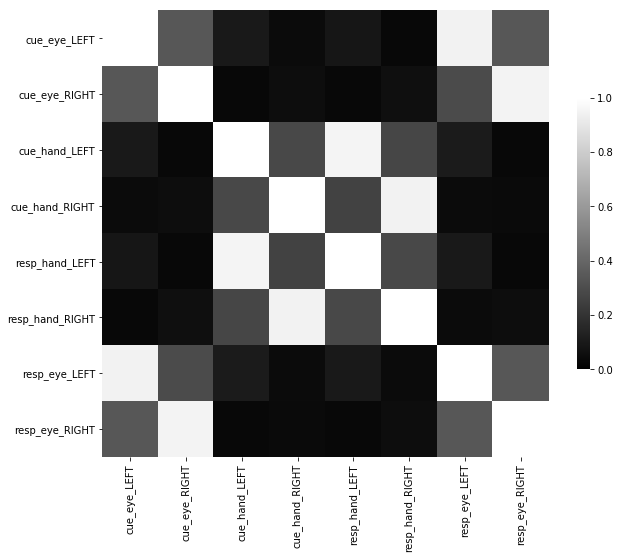 cue_eye_LEFT
cue_eye_RIGHT
cue_hand_LEFT
cue_hand_RIGHT
resp_hand_LEFT
resp_hand_RIGHT
resp_eye_LEFT
resp_eye_RIGHT
1.0
0.8
0.6
0.4
0.2
0.0
cue_eye_LEFT
cue_eye_RIGHT
cue_hand_LEFT
cue_hand_RIGHT
resp_hand_LEFT
resp_hand_RIGHT
resp_eye_LEFT
resp_eye_RIGHT